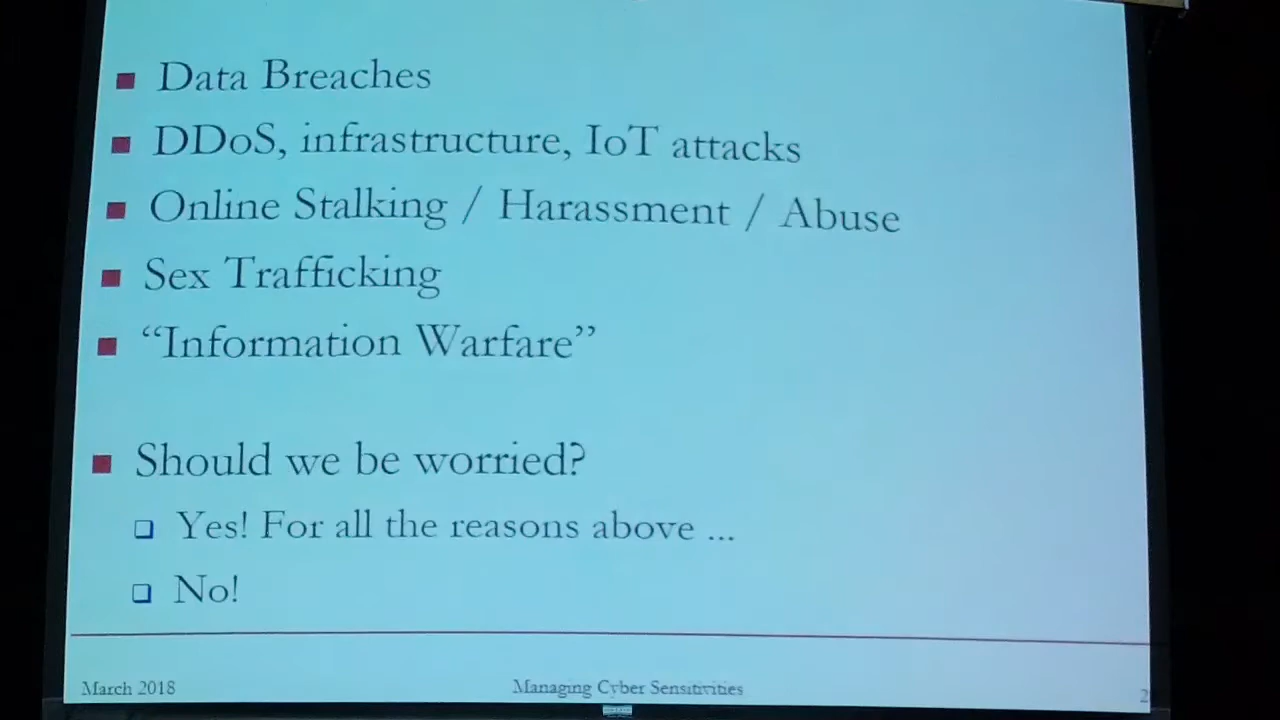 Data Breaches
DDoS, infrastructure, IoT attacks
Online Stalking / Harassment / Abuse
Sex Trafficking
“Information Warfare”
Should we be worried?
Yes! For all the reasons above ...
No!
March 2018
Managing Cyber Sensitivities
2